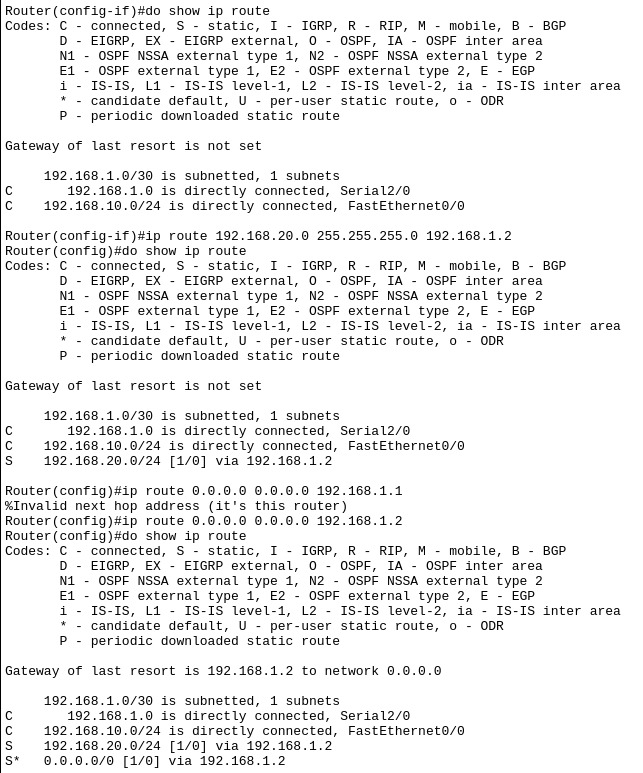 Router(config-if)#do show ip route
Codes: C - connected, S - static, I - IGRP, R - RIP, M - mobile, B - BGP
       D - EIGRP, EX - EIGRP external, O - OSPF, IA - OSPF inter area
       N1 - OSPF NSSA external type 1, N2 - OSPF NSSA external type 2
       E1 - OSPF external type 1, E2 - OSPF external type 2, E - EGP
       i - IS-IS, L1 - IS-IS level-1, L2 - IS-IS level-2, ia - IS-IS inter area
       * - candidate default, U - per-user static route, o - ODR
       P - periodic downloaded static route

Gateway of last resort is not set

     192.168.1.0/30 is subnetted, 1 subnets
C       192.168.1.0 is directly connected, Serial2/0
C    192.168.10.0/24 is directly connected, FastEthernet0/0

Router(config-if)#ip route 192.168.20.0 255.255.255.0 192.168.1.2
Router(config)#do show ip route
Codes: C - connected, S - static, I - IGRP, R - RIP, M - mobile, B - BGP
       D - EIGRP, EX - EIGRP external, O - OSPF, IA - OSPF inter area
       N1 - OSPF NSSA external type 1, N2 - OSPF NSSA external type 2
       E1 - OSPF external type 1, E2 - OSPF external type 2, E - EGP
       i - IS-IS, L1 - IS-IS level-1, L2 - IS-IS level-2, ia - IS-IS inter area
       * - candidate default, U - per-user static route, o - ODR
       P - periodic downloaded static route

Gateway of last resort is not set

     192.168.1.0/30 is subnetted, 1 subnets
C       192.168.1.0 is directly connected, Serial2/0
C    192.168.10.0/24 is directly connected, FastEthernet0/0
S    192.168.20.0/24 [1/0] via 192.168.1.2

Router(config)#ip route 0.0.0.0 0.0.0.0 192.168.1.1
%Invalid next hop address (it's this router)
Router(config)#ip route 0.0.0.0 0.0.0.0 192.168.1.2
Router(config)#do show ip route
Codes: C - connected, S - static, I - IGRP, R - RIP, M - mobile, B - BGP
       D - EIGRP, EX - EIGRP external, O - OSPF, IA - OSPF inter area
       N1 - OSPF NSSA external type 1, N2 - OSPF NSSA external type 2
       E1 - OSPF external type 1, E2 - OSPF external type 2, E - EGP
       i - IS-IS, L1 - IS-IS level-1, L2 - IS-IS level-2, ia - IS-IS inter area
       * - candidate default, U - per-user static route, o - ODR
       P - periodic downloaded static route

Gateway of last resort is 192.168.1.2 to network 0.0.0.0

     192.168.1.0/30 is subnetted, 1 subnets
C       192.168.1.0 is directly connected, Serial2/0
C    192.168.10.0/24 is directly connected, FastEthernet0/0
S    192.168.20.0/24 [1/0] via 192.168.1.2
S*   0.0.0.0/0 [1/0] via 192.168.1.2